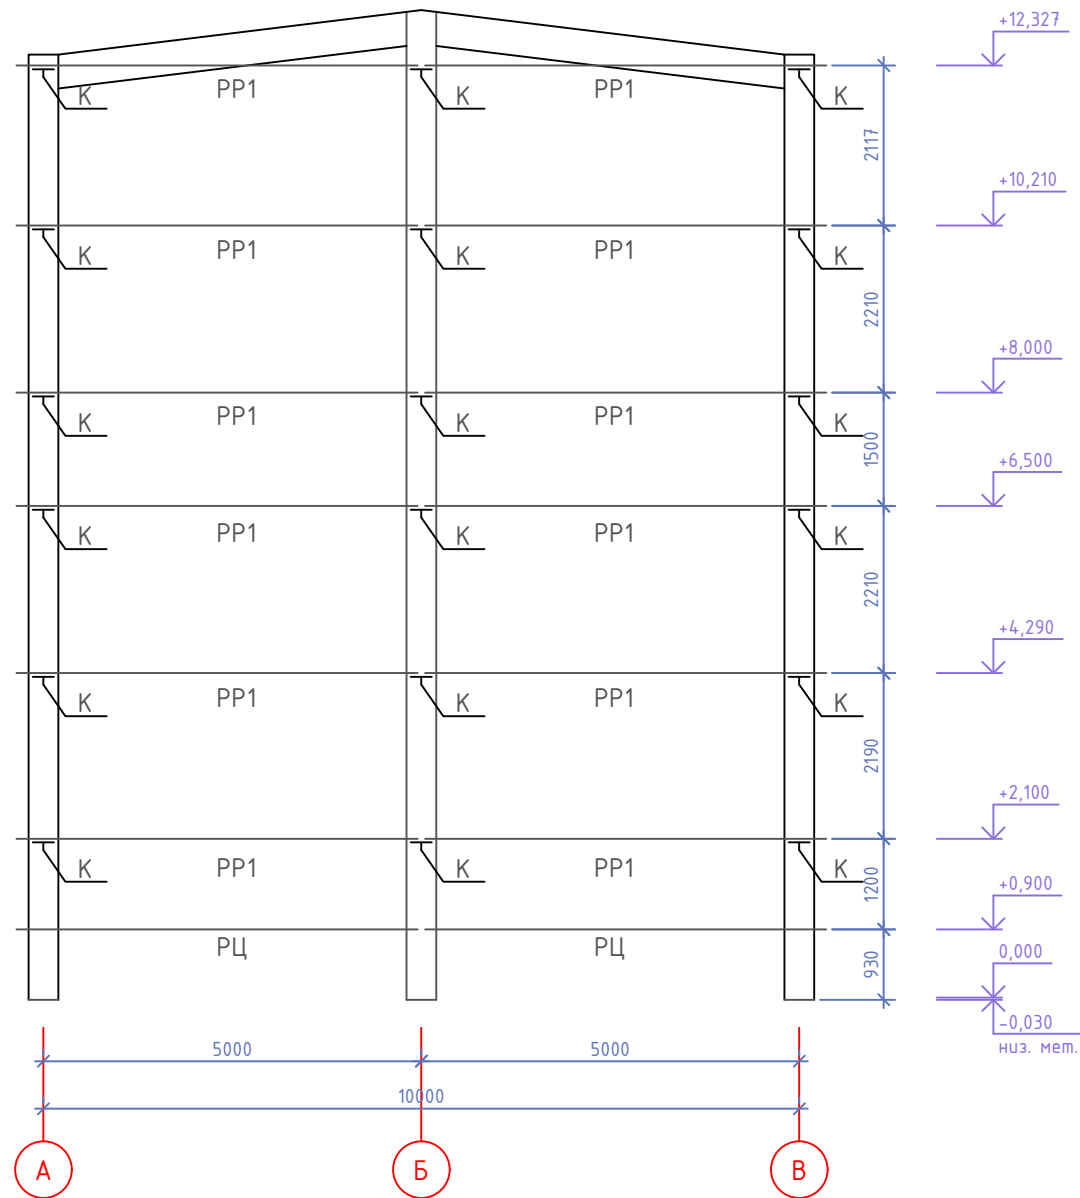 +12,327
РР1
РР1
К
К
К
2117
+10,210
РР1
РР1
К
К
К
2210
+8,000
РР1
РР1
К
К
К
1500
+6,500
РР1
РР1
К
К
К
2210
+4,290
РР1
РР1
К
К
К
2190
+2,100
РР1
РР1
К
К
К
1200
+0,900
РЦ
РЦ
930
0,000
-0,030
низ. мет.
5000
5000
10000
А
Б
В